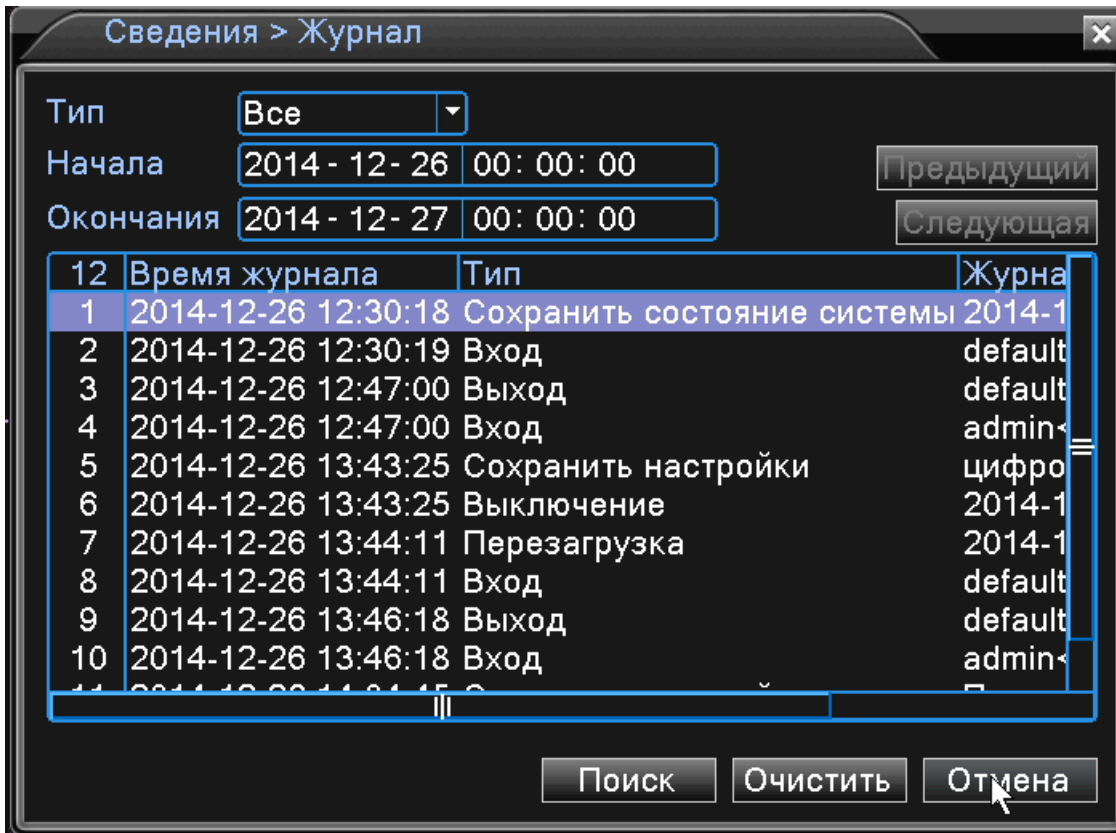 Сведения > Журнал
Тип Все
Начала 2014 - 12 - 26 00: 00: 00
Предыдущий
Окончания 2014 - 12 - 27 00: 00: 00
Следующая
12 Время журнала Тип Журна
1 2014-12-26 12:30:18 Сохранить состояние системы 2014-1
2 2014-12-26 12:30:19 Вход default
3 2014-12-26 12:47:00 Выход default
4 2014-12-26 12:47:00 Вход admin<
5 2014-12-26 13:43:25 Сохранить настройки цифро
6 2014-12-26 13:43:25 Выключение 2014-1
7 2014-12-26 13:44:11 Перезагрузка 2014-1
8 2014-12-26 13:44:11 Вход default
9 2014-12-26 13:46:18 Выход default
10 2014-12-26 13:46:18 Вход admin<
Поиск Очистить Отмена